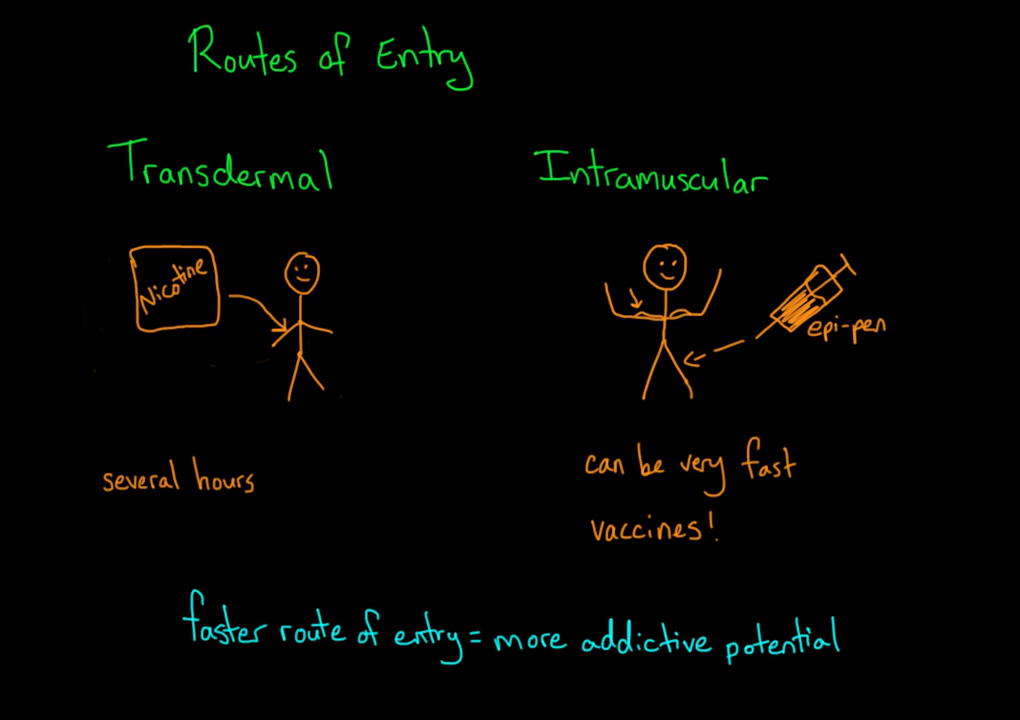 Routes of Entry
Transdermal
Intramuscular
Nicotine
epi-pen
several hours
can be very fast
vaccines!
faster route of entry = more addictive potential